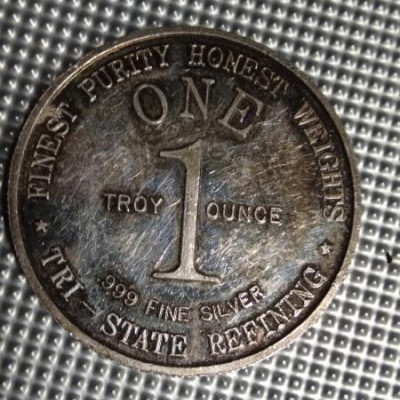 ★ FINEST PURITY HONEST WEIGHTS ★
ONE
1
TROY OUNCE
.999 FINE SILVER
TRI-STATE REFINING